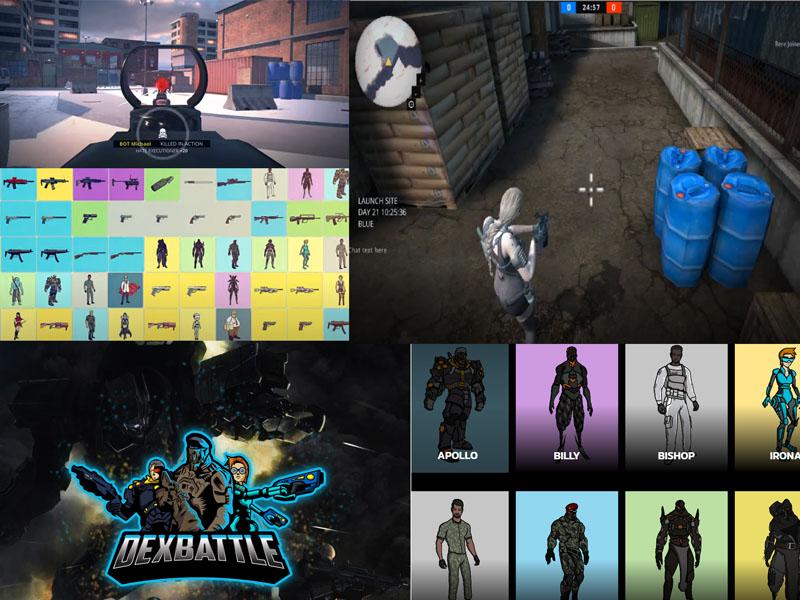 BOT Michael KILLED IN ACTION
HATE EXECUTIONER +20
0 24:57 0
LAUNCH SITE
DAY 21 10:25:36
BLUE
Chat text here
DEXBATTLE
APOLLO
BILLY
BISHOP
IRONA